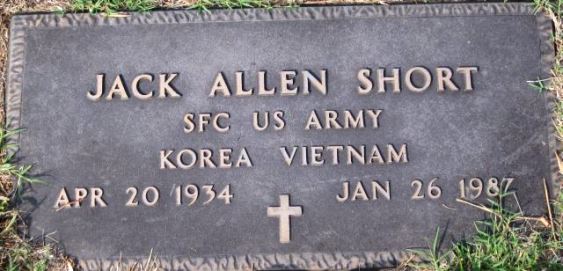 JACK ALLEN SHORT
SFC US ARMY
KOREA VIETNAM
APR 20 1934 JAN 26 1987